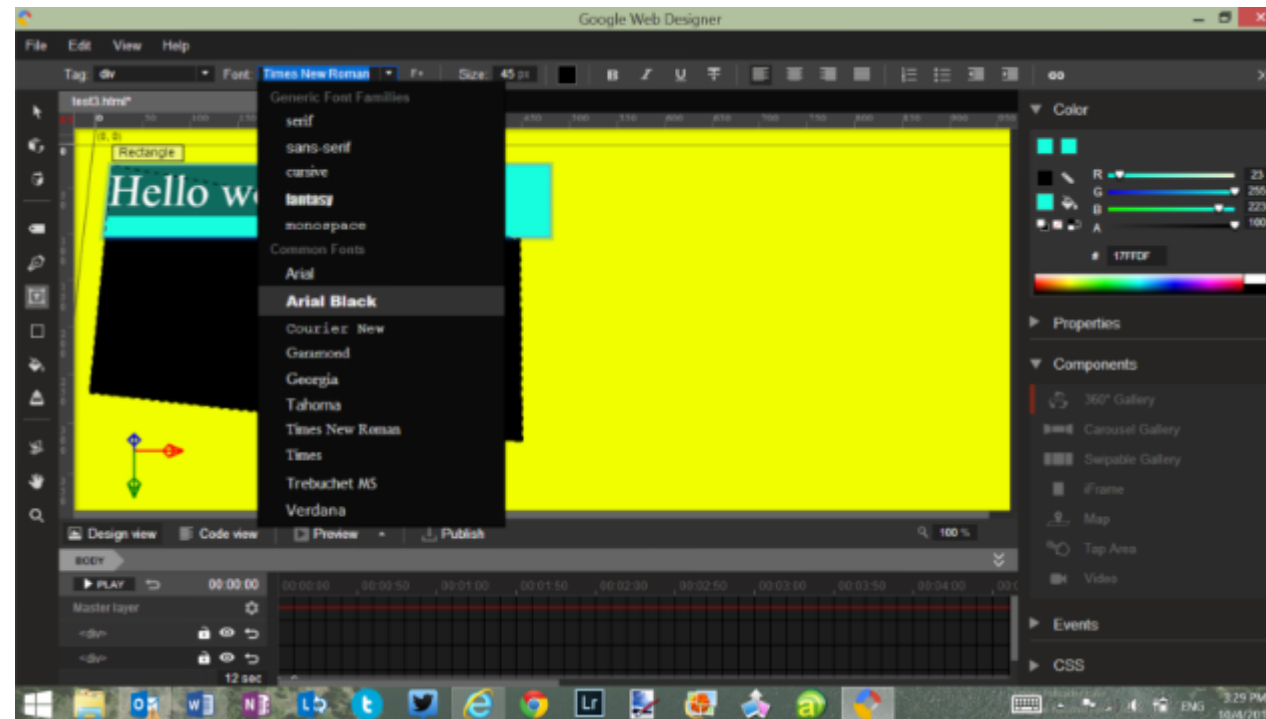 Google Web Designer
File Edit View Help
Tag: div Font: Times New Roman Size: 45 px B I U T
test3.html*
(0, 0)
Rectangle
Hello wo
Generic Font Families
serif
sans-serif
cursive
fantasy
monospace
Common Fonts
Arial
Arial Black
Courier New
Garamond
Georgia
Tahoma
Times New Roman
Times
Trebuchet MS
Verdana
Color
R 23
G 255
B 223
A 100
# 17FFDF
Properties
Components
360° Gallery
Carousel Gallery
Swipable Gallery
iFrame
Map
Tap Area
Video
Events
CSS
Design view Code view Preview Publish 100 %
BODY
PLAY 00:00:00 00:00:00 00:00:50 00:01:00 00:01:50 00:02:00 00:02:50 00:03:00 00:03:50 00:04:00
Master layer
<div>
<div>
12 sec
Lr
ENG 3:29 PM